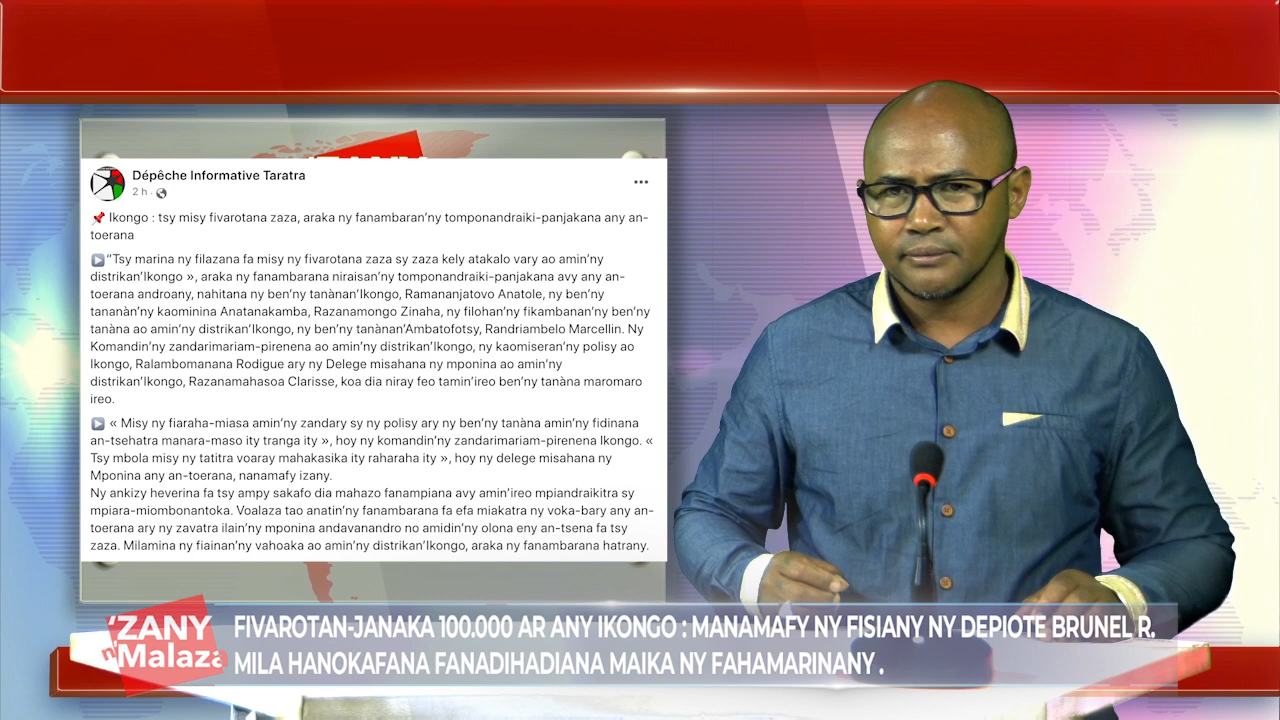 Dépêche Informative Taratra
2 h
Ikongo : tsy misy fivarotana zaza, araka ny fanambaran'ny tomponandraiki-panjakana any an-
toerana
"Tsy marina ny filazana fa misy ny fivarotana zaza sy zaza kely atakalo vary ao amin'ny
distrikan'Ikongo », araka ny fanambarana niraisan'ny tomponandraiki-panjakana avy any an-
toerana androany, nahitana ny ben'ny tanànan'Ikongo, Ramananjatovo Anatole, ny ben'ny
tananàn'ny kaominina Anatanakamba, Razanamongo Zinaha, ny filohan'ny fikambanan'ny ben'ny
tanàna ao amin'ny distrikan'Ikongo, ny ben'ny tanànan'Ambatofotsy, Radriambelo Marcellin. Ny
Komandin'ny zandarimariam-pirenena ao amin'ny distrikan'Ikongo, ny kaomiseran'ny polisy ao
Ikongo, Ralambomanana Rodigue ary ny Delege misahana ny mponina ao amin'ny
distrikan'Ikongo, Razanamahasoa Clarisse, koa dia niray feo tamin'ireo ben'ny tanàna maromaro
ireo.
« Misy ny fiaraha-miasa amin'ny zandary sy ny polisy ary ny ben'ny tanàna amin'ny fidinana
an-tsehatra manara-maso ity tranga ity », hoy ny komandin'ny zandarimariam-pirenena Ikongo. «
Tsy mbola misy ny tatitra voaray mahakasika ity raharaha ity », hoy ny delege misahana ny
Mponina any an-toerana, nanamafy izany.
Ny ankizy heverina fa tsy ampy sakafo dia mahazo fanampiana avy amin'ireo mpandraikitra sy
mpiara-miombonantoka. Voalaza tao anatin'ny fanambarana fa efa miakatra ny voka-bary any an-
toerana ary ny zavatra ilain'ny mponina andavanandro no amidin'ny olona eny an-tsena fa tsy
zaza. Milamina ny fiainan'ny vahoaka ao amin'ny distrikan'Ikongo, araka ny fanambarana hatrany.
'ZANY
n'Malaza
FIVAROTAN-JANAKA 100.000 ANY IKONGO : MANAMAFY NY FISIANY NY DEPIOTE BRUNEL R.
MILA HANOKAFANA FANADIHADIANA MAIKA NY FAHAMARINANY .